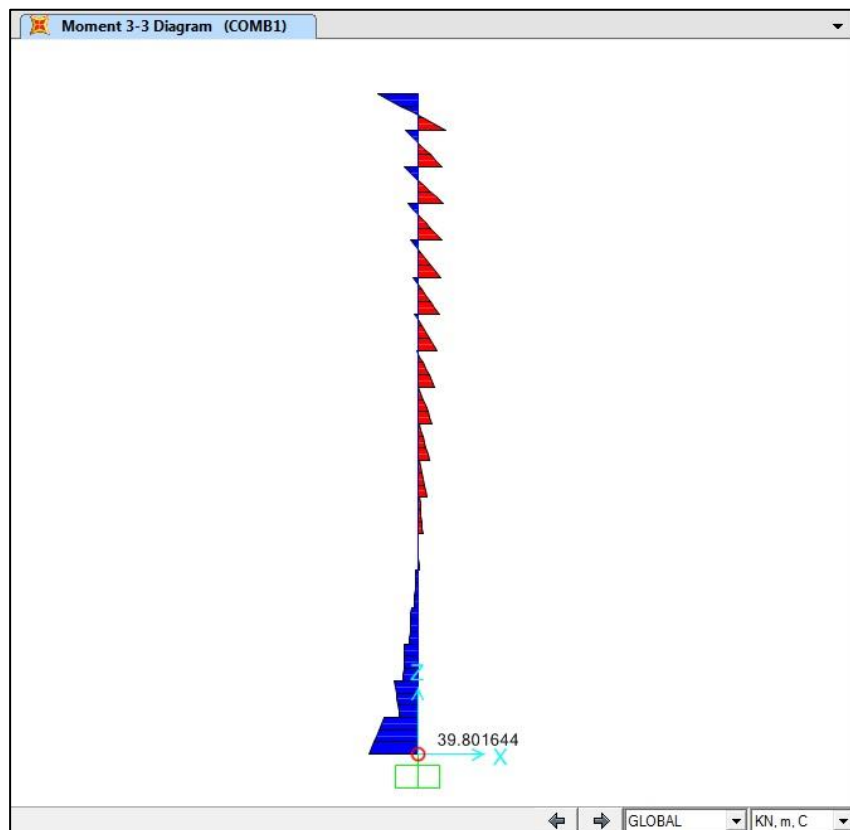 Moment 3-3 Diagram (COMB1)
Z
39.801644
X
GLOBAL
KN, m, C